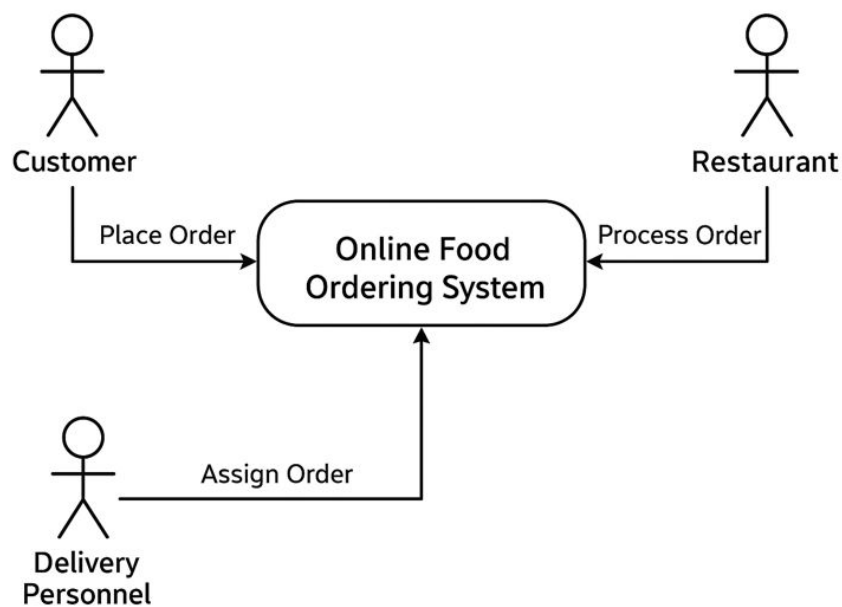 Customer
Restaurant
Place Order
Online Food
Ordering System
Process Order
Assign Order
Delivery
Personnel